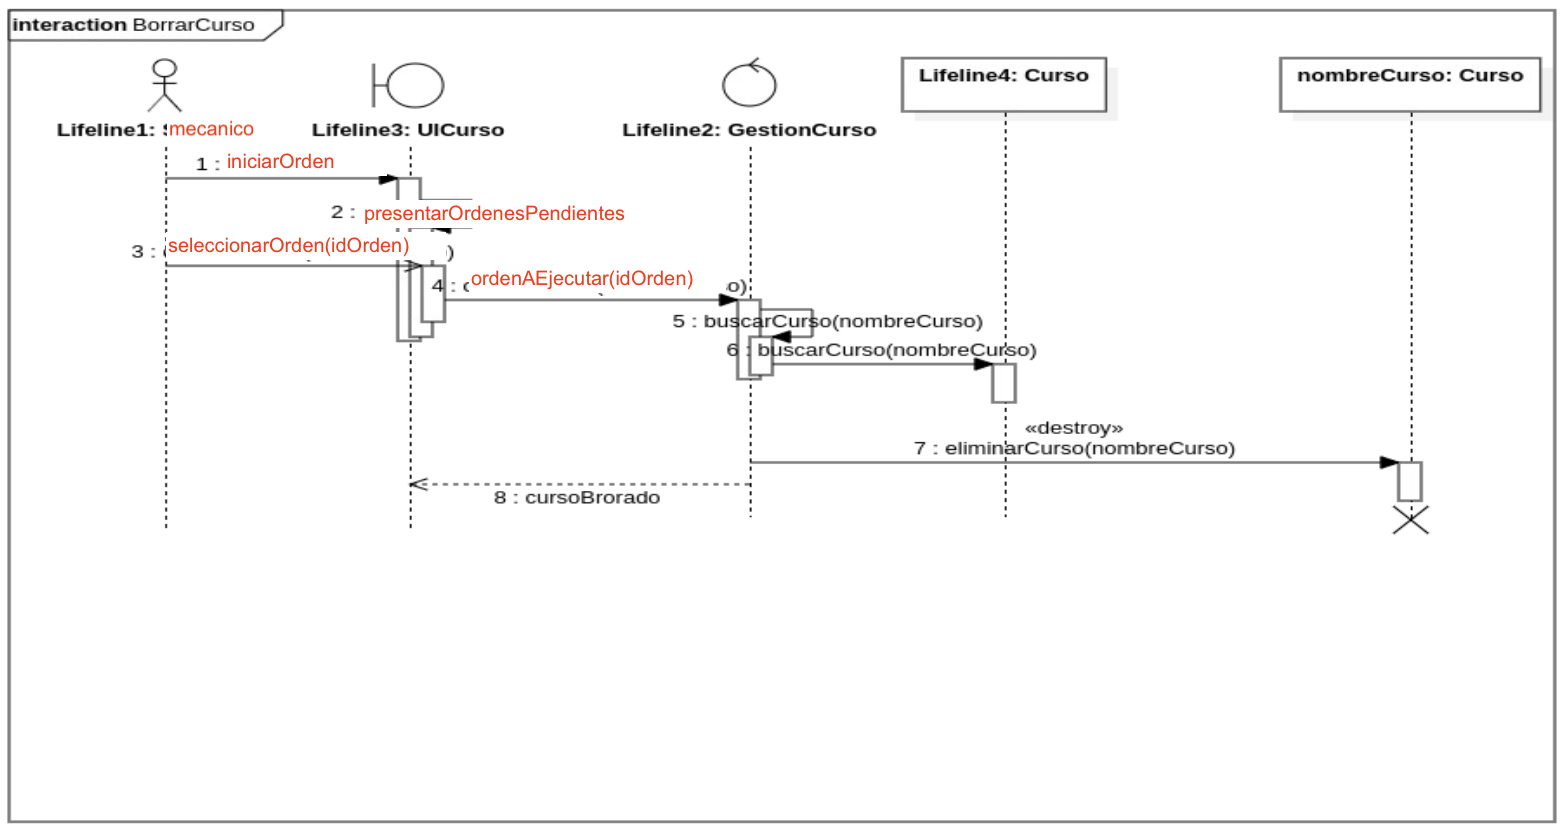 interaction BorrarCurso
Lifeline1: mecanico
Lifeline3: UICurso
Lifeline2: GestionCurso
Lifeline4: Curso
nombreCurso: Curso
1 : iniciarOrden
2 : presentarOrdenesPendientes
3 : seleccionarOrden(idOrden)
4 : ordenAEjecutar(idOrden)
5 : buscarCurso(nombreCurso)
6 : buscarCurso(nombreCurso)
«destroy»
7 : eliminarCurso(nombreCurso)
8 : cursoBrorado